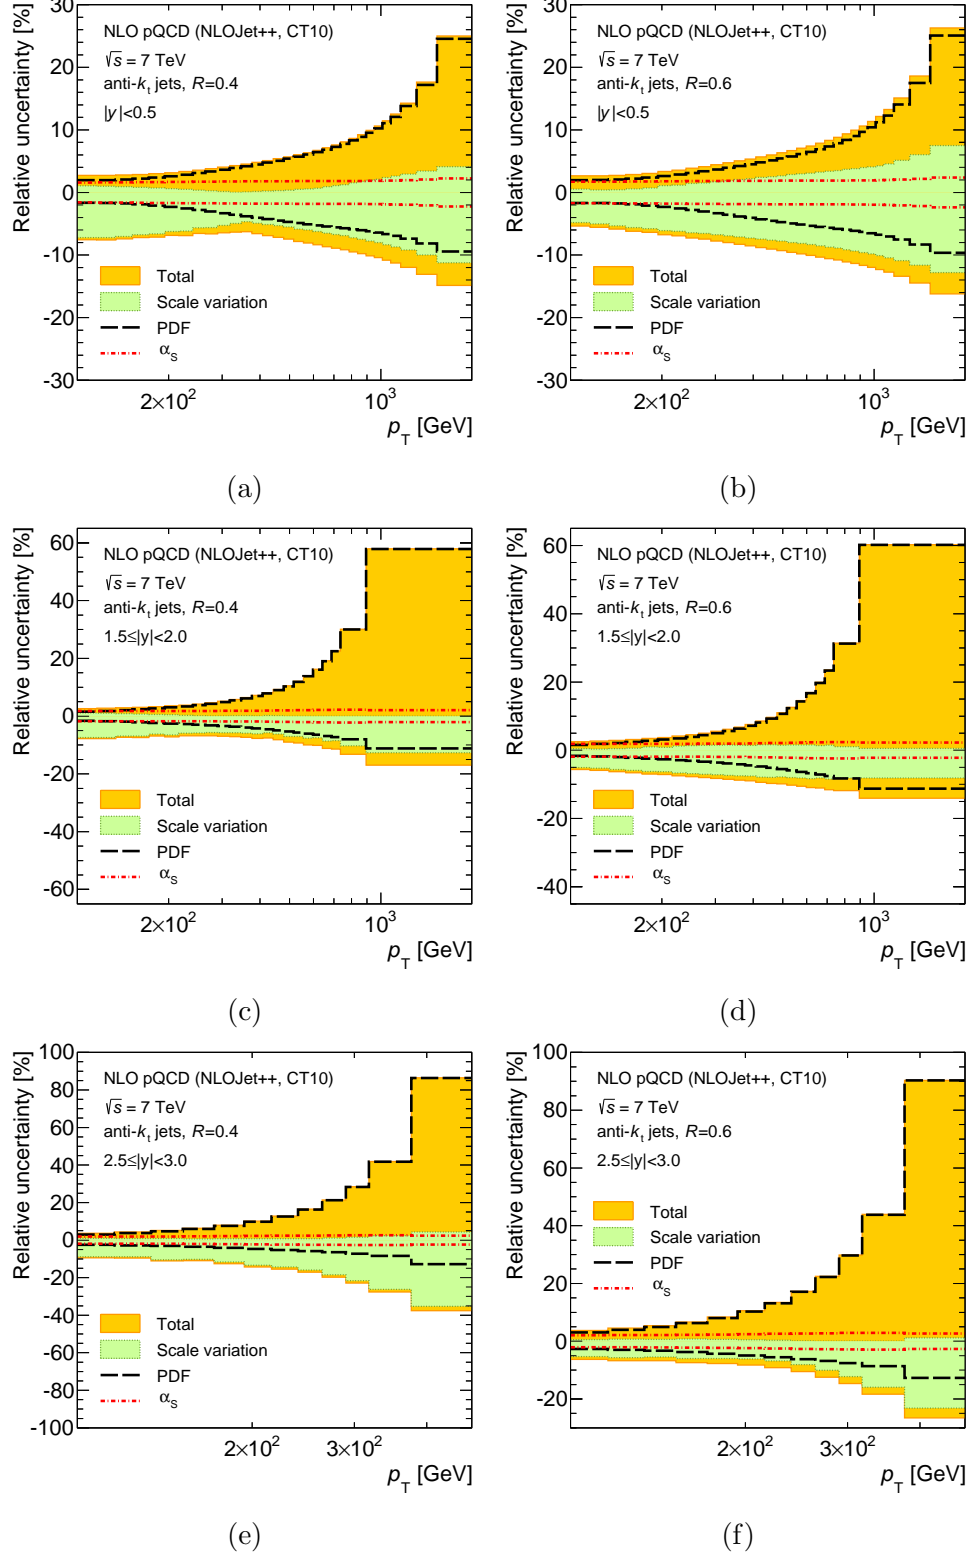 Relative uncertainty [%]
30
20
10
0
-10
-20
-30
NLO pQCD (NLOJet++, CT10)
√s = 7 TeV
anti-kt jets, R=0.4
|y|<0.5
Total
Scale variation
PDF
αS
2×10²
10³
pT [GeV]
(a)
Relative uncertainty [%]
30
20
10
0
-10
-20
-30
NLO pQCD (NLOJet++, CT10)
√s = 7 TeV
anti-kt jets, R=0.6
|y|<0.5
Total
Scale variation
PDF
αS
2×10²
10³
pT [GeV]
(b)
Relative uncertainty [%]
60
40
20
0
-20
-40
-60
NLO pQCD (NLOJet++, CT10)
√s = 7 TeV
anti-kt jets, R=0.4
1.5≤|y|<2.0
Total
Scale variation
PDF
αS
2×10²
10³
pT [GeV]
(c)
Relative uncertainty [%]
60
40
20
0
-20
-40
NLO pQCD (NLOJet++, CT10)
√s = 7 TeV
anti-kt jets, R=0.6
1.5≤|y|<2.0
Total
Scale variation
PDF
αS
2×10²
10³
pT [GeV]
(d)
Relative uncertainty [%]
100
80
60
40
20
0
-20
-40
-60
-80
-100
NLO pQCD (NLOJet++, CT10)
√s = 7 TeV
anti-kt jets, R=0.4
2.5≤|y|<3.0
Total
Scale variation
PDF
αS
2×10²
3×10²
pT [GeV]
(e)
Relative uncertainty [%]
100
80
60
40
20
0
-20
NLO pQCD (NLOJet++, CT10)
√s = 7 TeV
anti-kt jets, R=0.6
2.5≤|y|<3.0
Total
Scale variation
PDF
αS
2×10²
3×10²
pT [GeV]
(f)